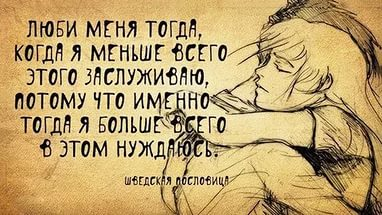 ЛЮБИ МЕНЯ ТОГДА,
КОГДА Я МЕНЬШЕ ВСЕГО
ЭТОГО ЗАСЛУЖИВАЮ,
ПОТОМУ ЧТО ИМЕННО
ТОГДА Я БОЛЬШЕ ВСЕГО
В ЭТОМ НУЖДАЮСЬ.
ШВЕДСКАЯ ПОСЛОВИЦА